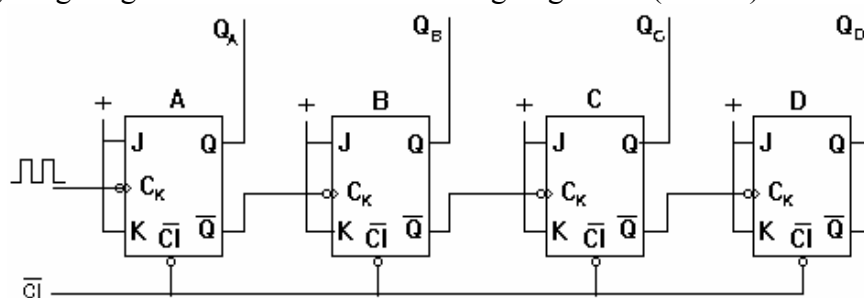 Q_A Q_B Q_C Q_D
+ A + B + C + D
J Q J Q J Q J Q
C_K C_K C_K C_K
K C̅I̅ Q̅ K C̅I̅ Q̅ K C̅I̅ Q̅ K C̅I̅ Q̅
C̅I̅